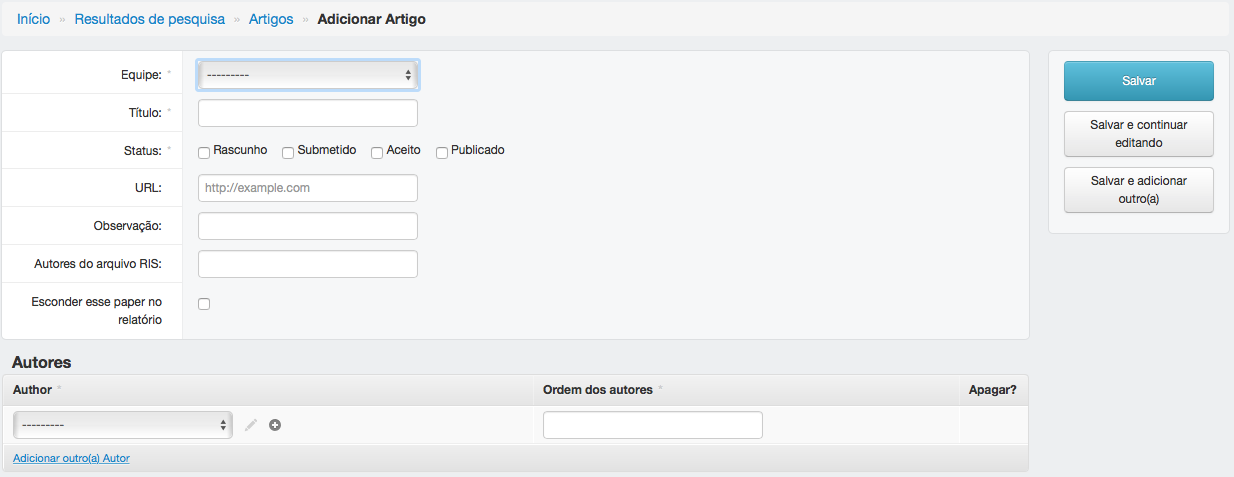 Início » Resultados de pesquisa » Artigos » Adicionar Artigo
Equipe: * ---------
Título: *
Status: * Rascunho Submetido Aceito Publicado
URL: http://example.com
Observação:
Autores do arquivo RIS:
Esconder esse paper no
relatório
Salvar
Salvar e continuar
editando
Salvar e adicionar
outro(a)
Autores
Author * Ordem dos autores * Apagar?
---------
Adicionar outro(a) Autor